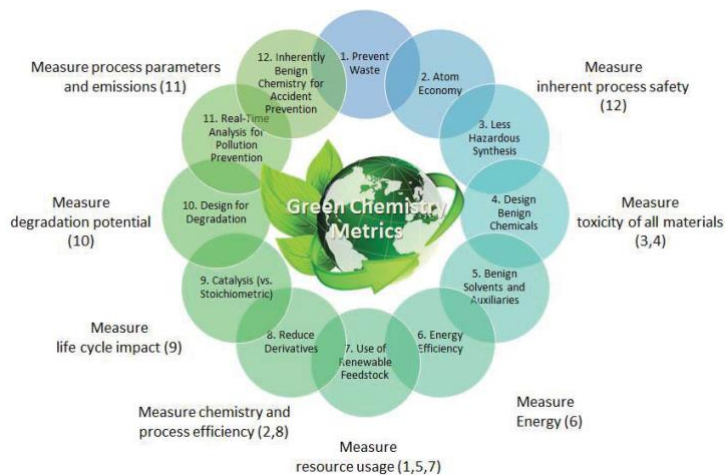 12. Inherently
Benign
Chemistry for
Accident
Prevention
1. Prevent
Waste
2. Atom
Economy
3. Less
Hazardous
Synthesis
4. Design
Benign
Chemicals
5. Benign
Solvents and
Auxiliaries
6. Energy
Efficiency
7. Use of
Renewable
Feedstock
8. Reduce
Derivatives
9. Catalysis (vs.
Stoichiometric)
10. Design for
Degradation
11. Real-Time
Analysis for
Pollution
Prevention
Green Chemistry
Metrics
Measure process parameters
and emissions (11)
Measure
inherent process safety
(12)
Measure
degradation potential
(10)
Measure
toxicity of all materials
(3,4)
Measure
life cycle impact (9)
Measure
Energy (6)
Measure chemistry and
process efficiency (2,8)
Measure
resource usage (1,5,7)